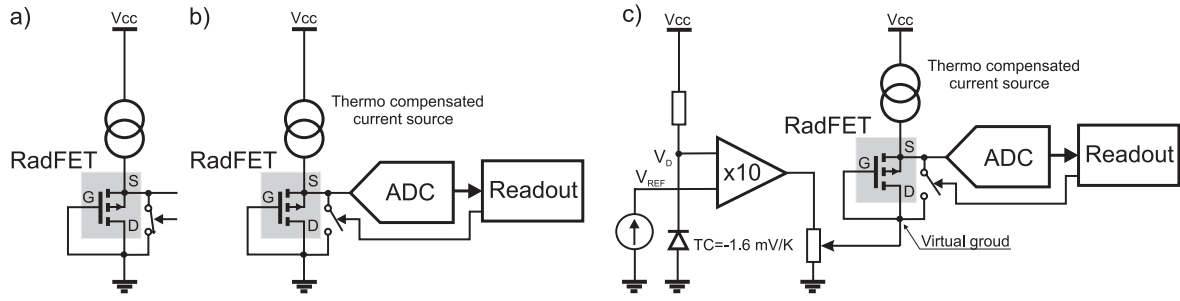 a)
Vcc
RadFET
G
S
D
b)
Vcc
Thermo compensated
current source
RadFET
G
S
D
ADC
Readout
c)
Vcc
V_D
V_REF
x10
TC=-1.6 mV/K
Vcc
Thermo compensated
current source
RadFET
G
S
D
ADC
Readout
Virtual groud